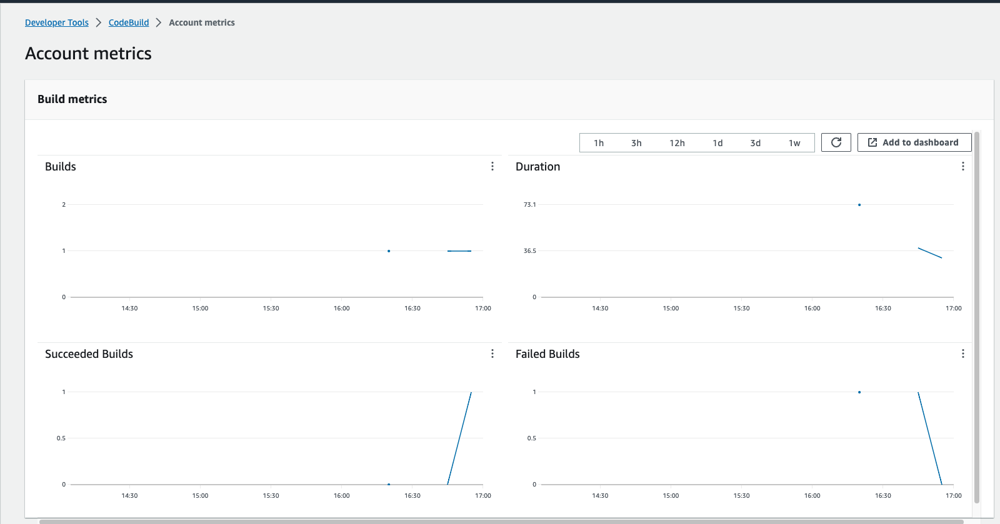 Developer Tools > CodeBuild > Account metrics
Account metrics
Build metrics
1h 3h 12h 1d 3d 1w Add to dashboard
Builds
2
1
0
14:30 15:00 15:30 16:00 16:30 17:00
Duration
73.1
36.5
0
14:30 15:00 15:30 16:00 16:30 17:00
Succeeded Builds
1
0.5
0
14:30 15:00 15:30 16:00 16:30 17:00
Failed Builds
1
0.5
0
14:30 15:00 15:30 16:00 16:30 17:00